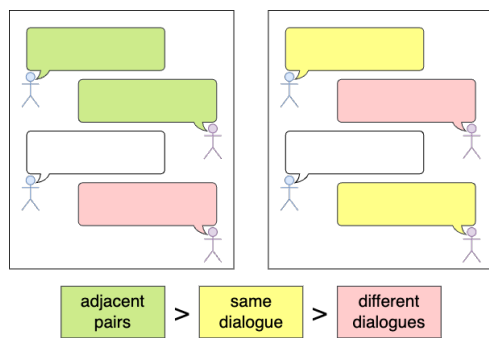 adjacent
pairs
>
same
dialogue
>
different
dialogues